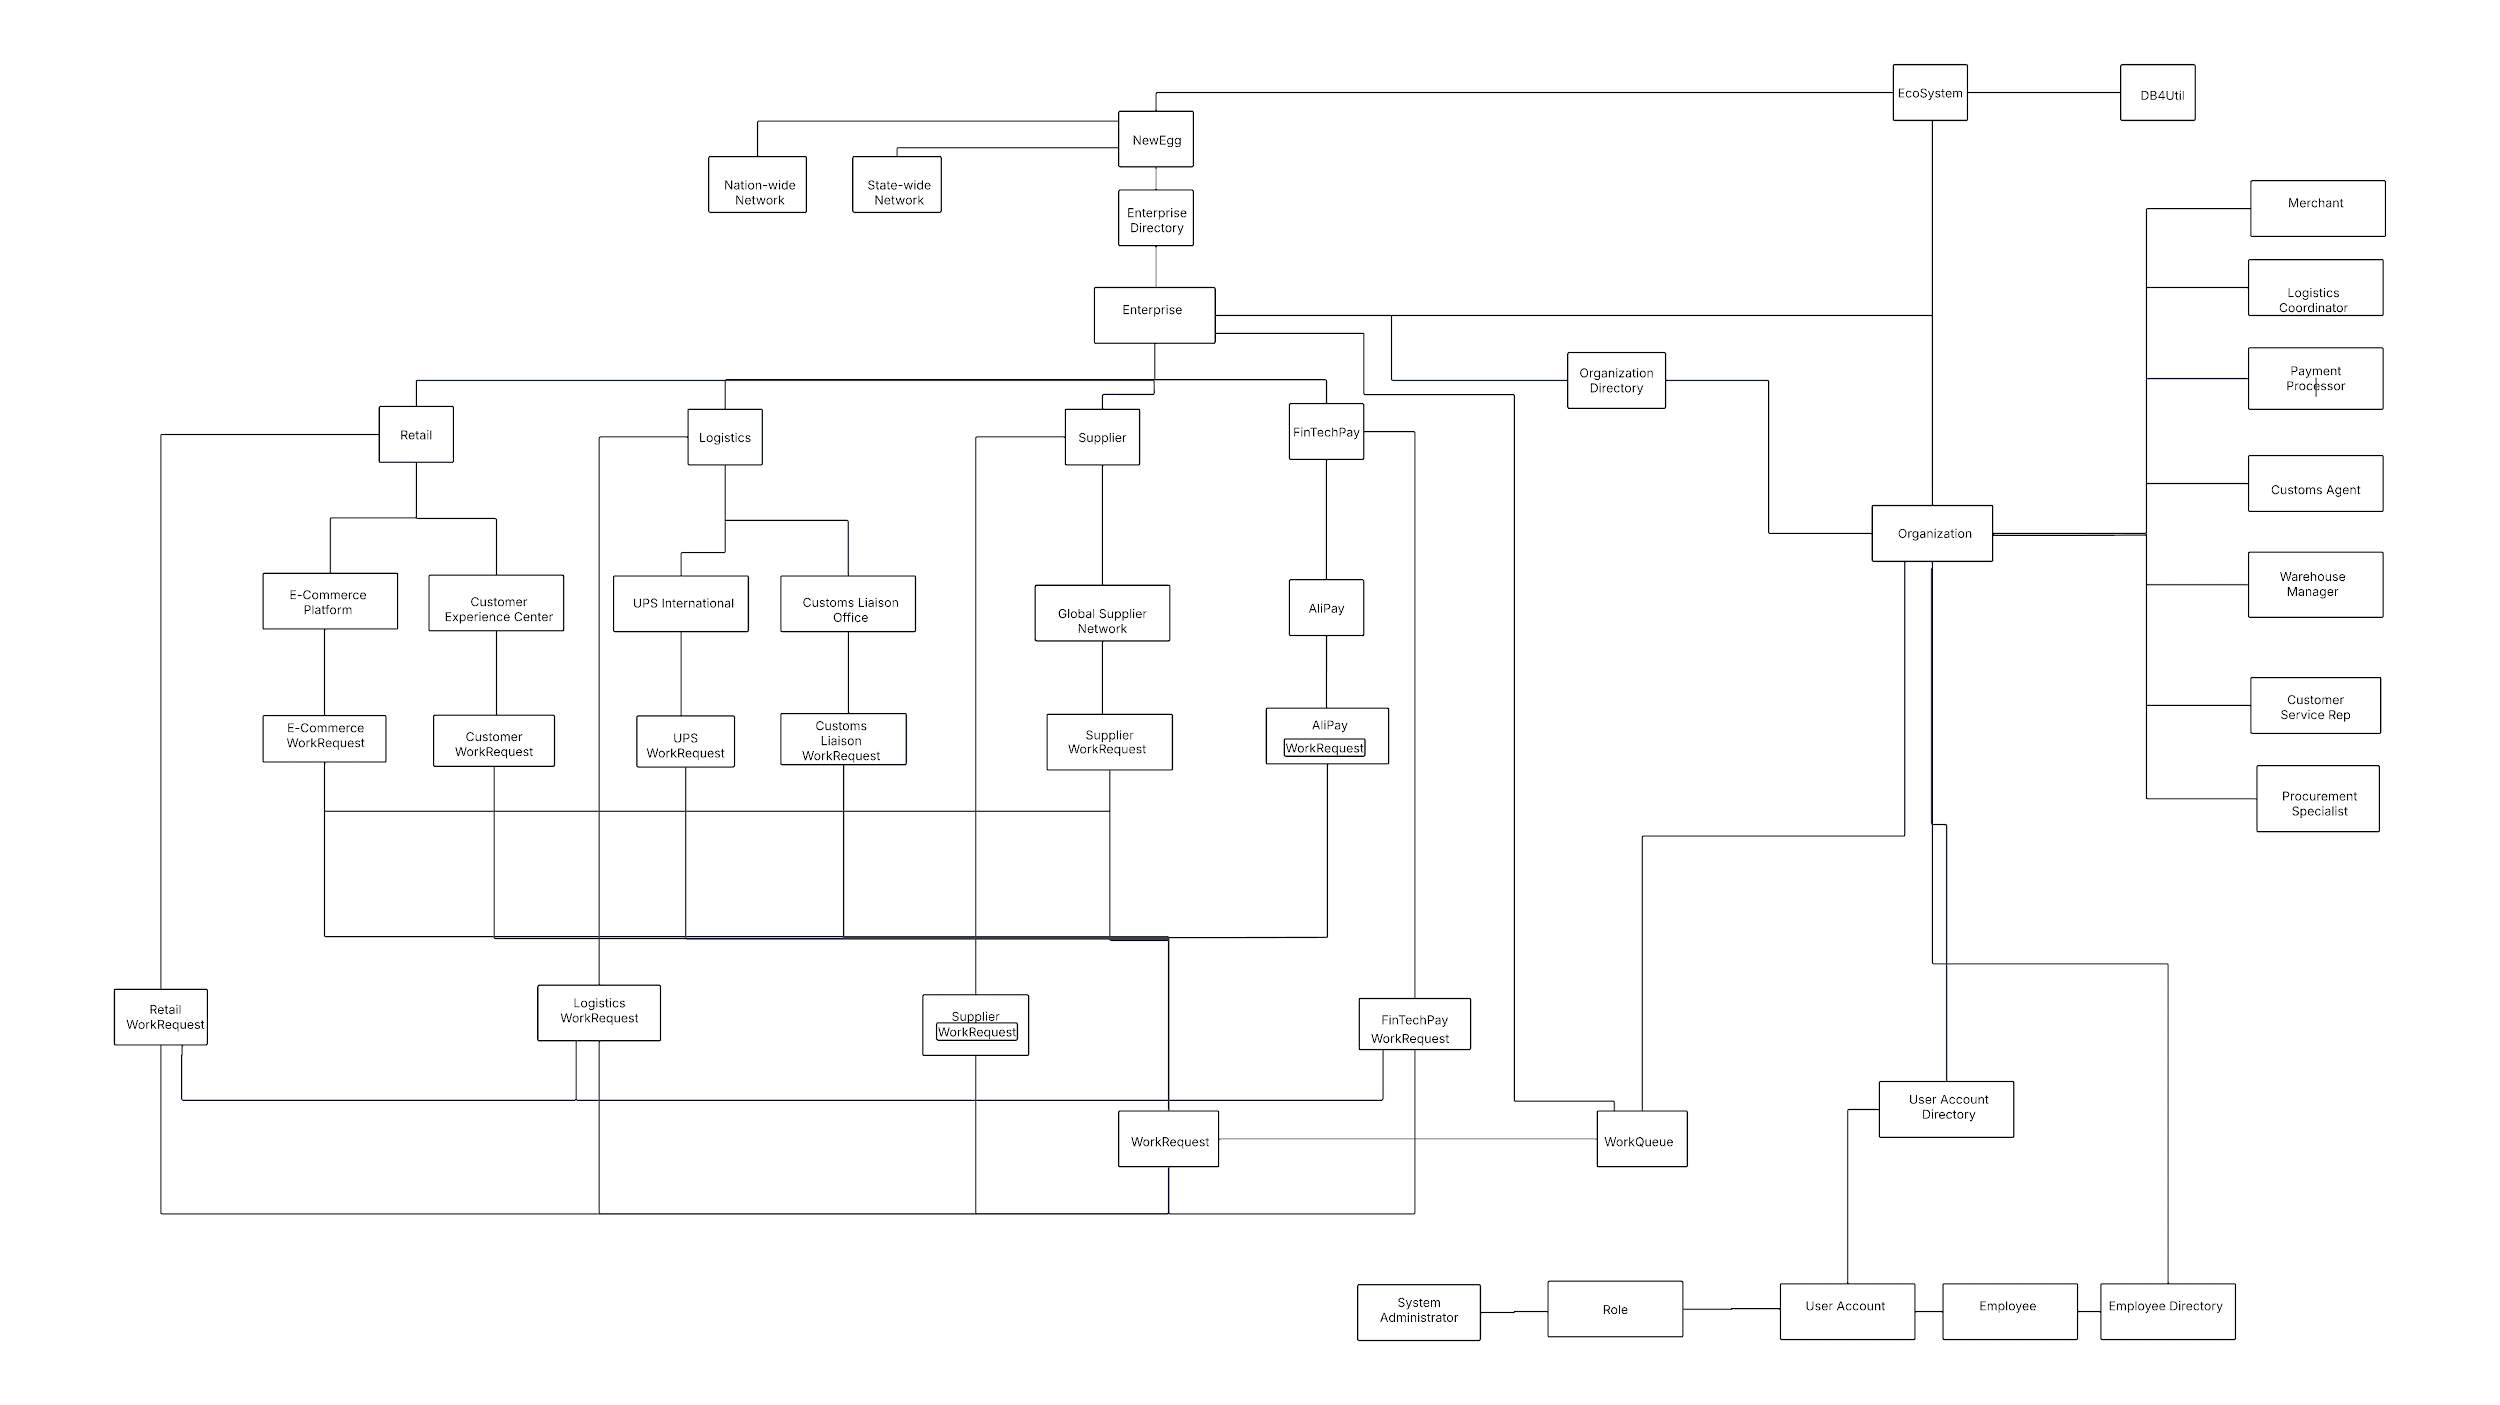 EcoSystem
DB4Util
NewEgg
Nation-wide
Network
State-wide
Network
Enterprise
Directory
Merchant
Logistics
Coordinator
Enterprise
Organization
Directory
Payment
Processor
Retail
Logistics
Supplier
FinTechPay
Customs Agent
Organization
E-Commerce
Platform
Customer
Experience Center
UPS International
Customs Liaison
Office
Global Supplier
Network
AliPay
Warehouse
Manager
E-Commerce
WorkRequest
Customer
WorkRequest
UPS
WorkRequest
Customs
Liaison
WorkRequest
Supplier
WorkRequest
AliPay
WorkRequest
Customer
Service Rep
Procurement
Specialist
Retail
WorkRequest
Logistics
WorkRequest
Supplier
WorkRequest
FinTechPay
WorkRequest
User Account
Directory
WorkRequest
WorkQueue
System
Administrator
Role
User Account
Employee
Employee Directory